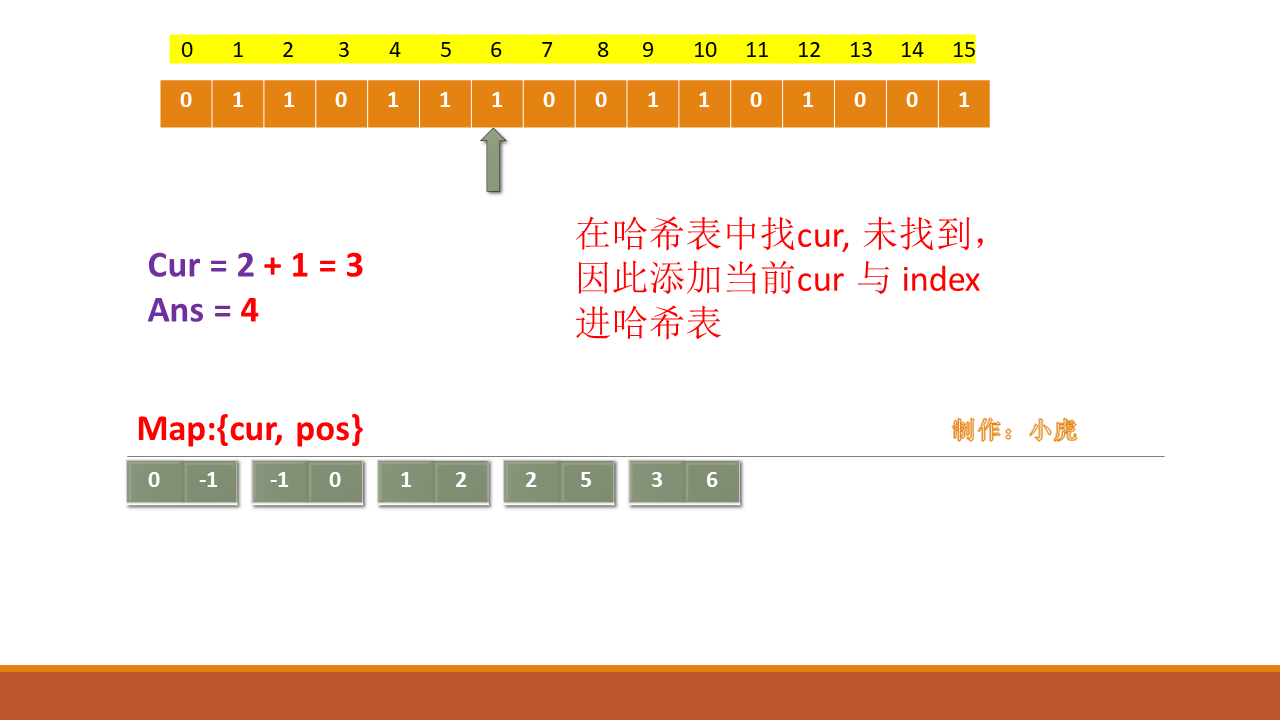 0 1 2 3 4 5 6 7 8 9 10 11 12 13 14 15
0 1 1 0 1 1 1 0 0 1 1 0 1 0 0 1
在哈希表中找cur, 未找到，
因此添加当前cur 与 index
进哈希表
Cur = 2 + 1 = 3
Ans = 4
Map:{cur, pos}
制作：小虎
0 -1 -1 0 1 2 2 5 3 6